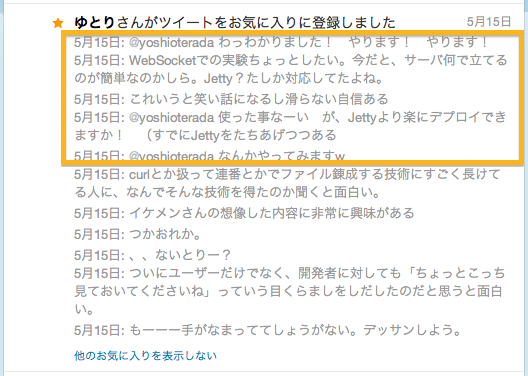 ゆとりさんがツイートをお気に入りに登録しました 5月15日
5月15日: @yoshioterada わっわかりました！　やります！　やります！
5月15日: WebSocketでの実験ちょっとしたい。今だと、サーバ何で立てる
のが簡単なのかしら。Jetty？たしか対応してたよね。
5月15日: これいうと笑い話になるし滑らない自信ある
5月15日: @yoshioterada 使った事なーい　が、Jettyより楽にデプロイでき
ますか！　（すでにJettyをたちあげつつある
5月15日: @yoshioterada なんかやってみますw
5月15日: curlとか扱って連番とかでファイル錬成する技術にすごく長けて
る人に、なんでそんな技術を得たのか聞くと面白い。
5月15日: イケメンさんの想像した内容に非常に興味がある
5月15日: つかおれか。
5月15日: 、、ないとりー？
5月15日: ついにユーザーだけでなく、開発者に対しても「ちょっとこっち
見ておいてくださいね」っていう目くらましをしだしたのだと思うと面白
い。
5月15日: もーーー手がなまっててしょうがない。デッサンしよう。
他のお気に入りを表示しない